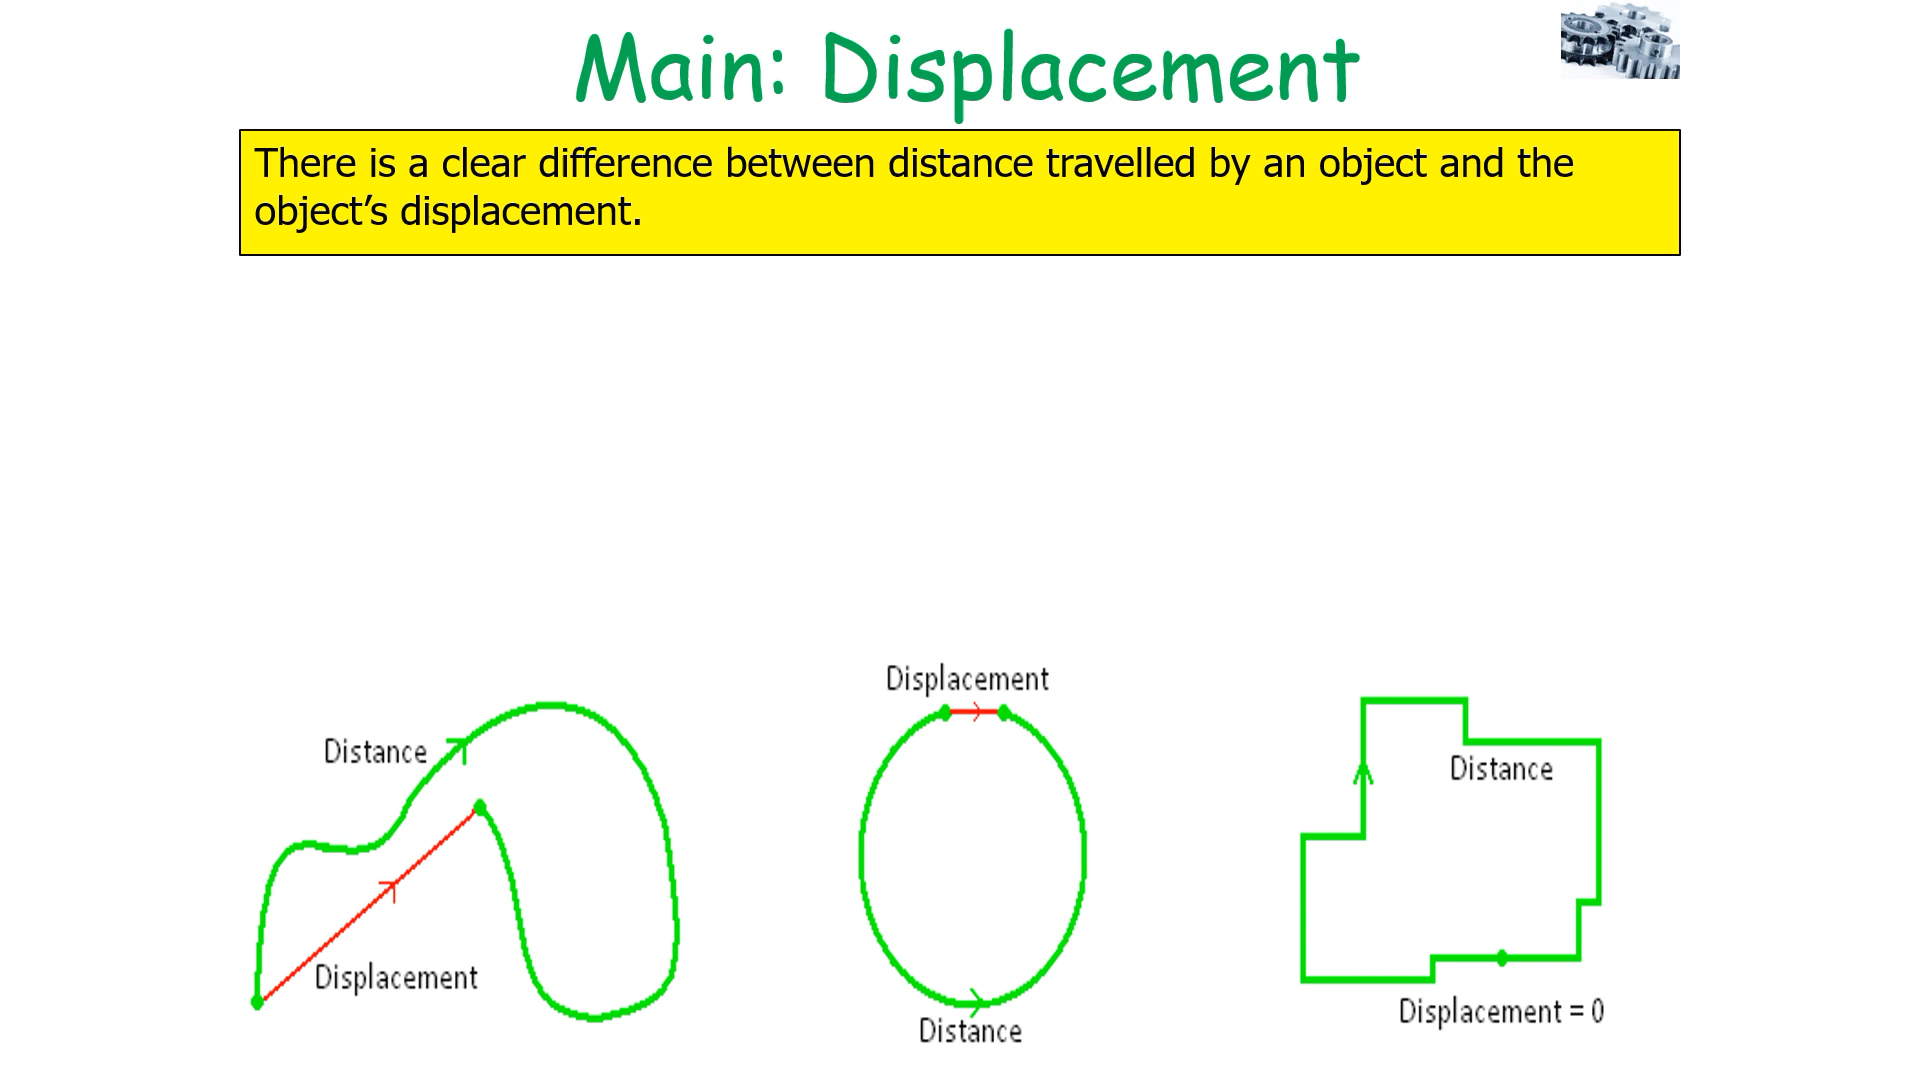 Main: Displacement
There is a clear difference between distance travelled by an object and the
object’s displacement.
Distance
Displacement
Displacement
Distance
Distance
Displacement = 0